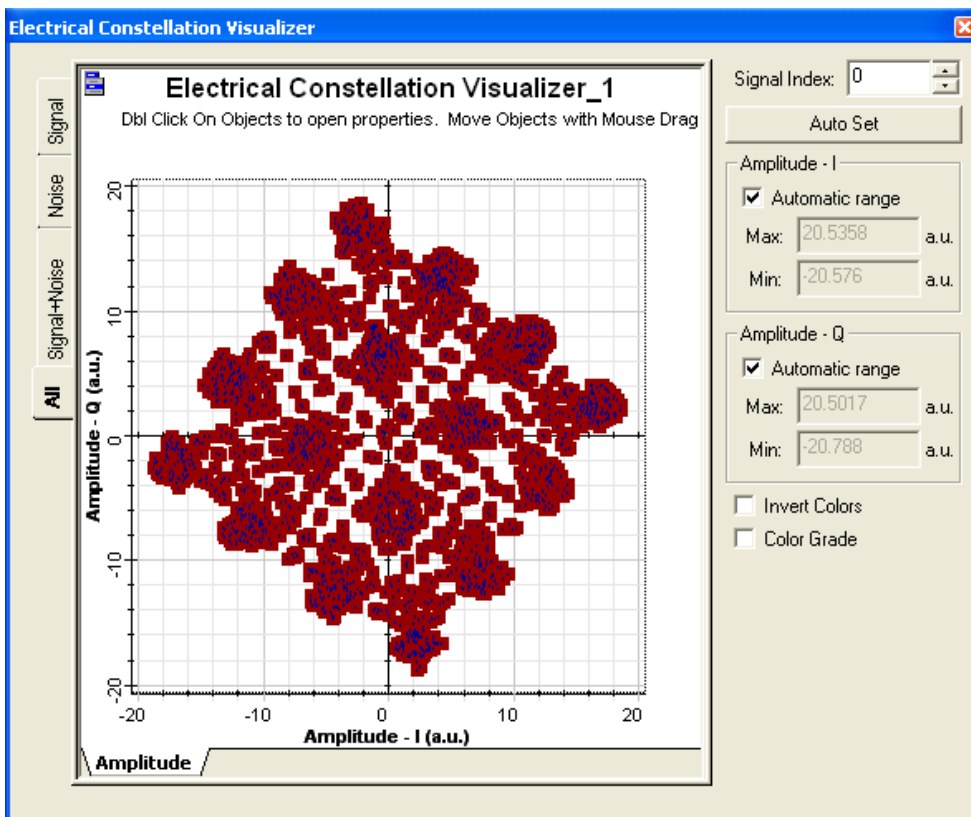 Electrical Constellation Visualizer
Signal
Noise
Signal+Noise
All
Electrical Constellation Visualizer_1
Dbl Click On Objects to open properties. Move Objects with Mouse Drag
Amplitude - Q (a.u.)
20
10
0
-10
-20
-20
-10
0
10
20
Amplitude - I (a.u.)
Amplitude
Signal Index: 0
Auto Set
Amplitude - I
Automatic range
Max: 20.5358 a.u.
Min: -20.576 a.u.
Amplitude - Q
Automatic range
Max: 20.5017 a.u.
Min: -20.788 a.u.
Invert Colors
Color Grade